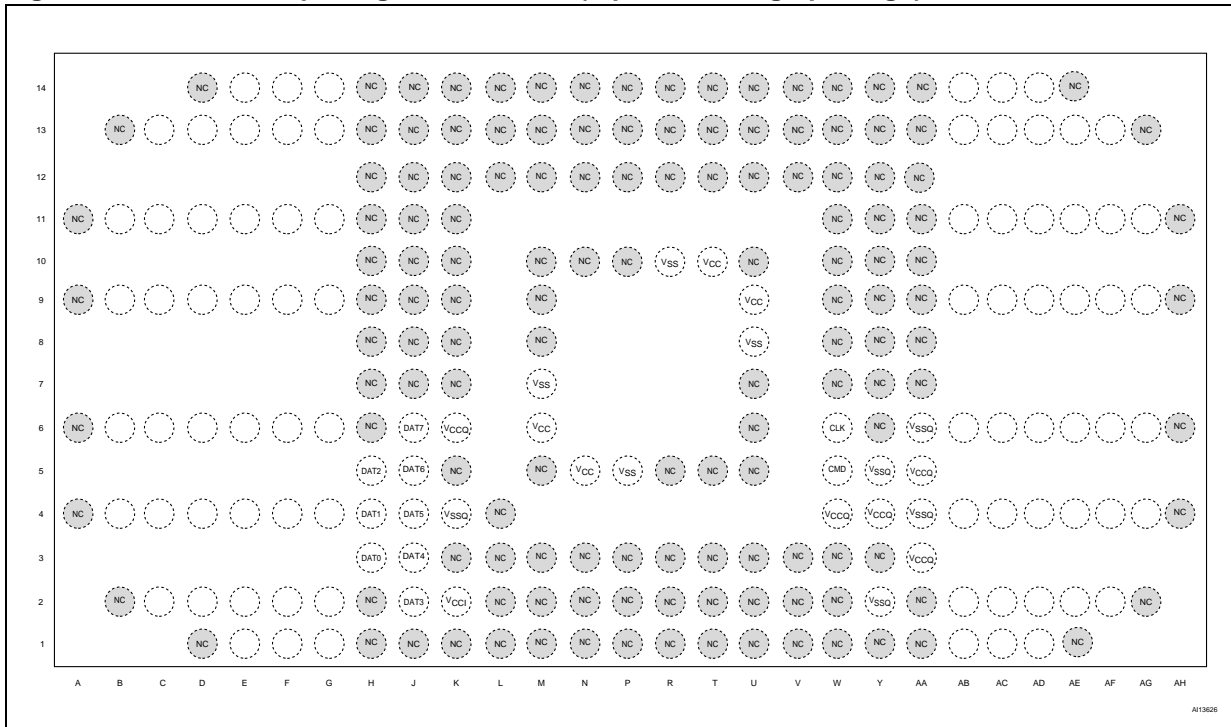 14 NC NC NC NC NC NC NC NC NC NC NC NC NC NC NC NC
13 NC NC NC NC NC NC NC NC NC NC NC NC NC NC NC NC
12 NC NC NC NC NC NC NC NC NC NC NC NC NC NC
11 NC NC NC NC NC NC NC NC
10 NC NC NC NC NC NC VSS VCC NC NC NC NC
9 NC NC NC NC NC VCC NC NC NC NC
8 NC NC NC NC VSS NC NC NC
7 NC NC NC VSS NC NC NC NC
6 NC NC DAT7 VCCQ VCC NC CLK NC VSSQ NC
5 DAT2 DAT6 NC NC VCC VSS NC NC NC CMD VSSQ VCCQ
4 NC DAT1 DAT5 VSSQ NC VCCQ VCCQ VSSQ NC
3 DAT0 DAT4 NC NC NC NC NC NC NC NC NC NC NC VCCQ
2 NC NC DAT3 VCCI NC NC NC NC NC NC NC NC NC VSSQ NC NC
1 NC NC NC NC NC NC NC NC NC NC NC NC NC NC NC NC
A B C D E F G H J K L M N P R T U V W Y AA AB AC AD AE AF AG AH
AI13626